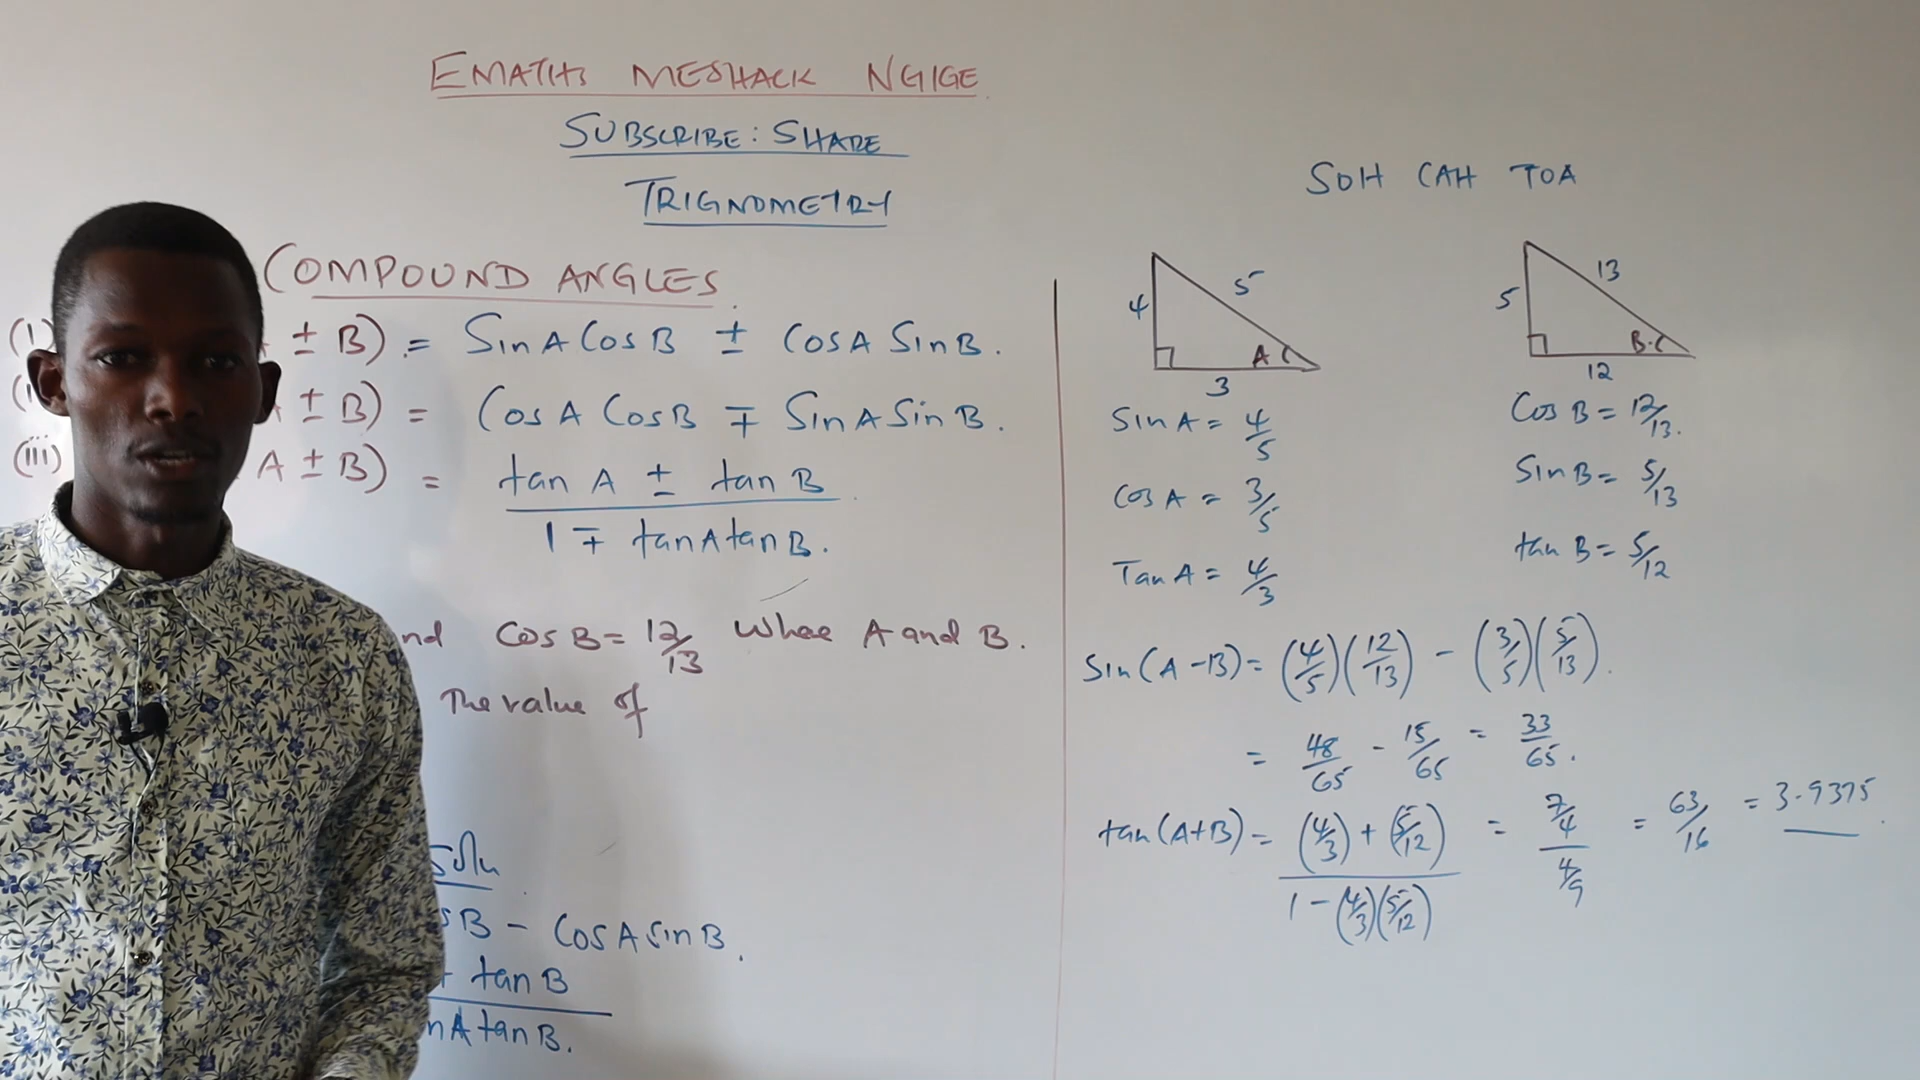 EMATHS MESHACK NGIGE
SUBSCRIBE: SHARE
TRIGNOMETRY
COMPOUND ANGLES
(i) ± B) = Sin A Cos B ± Cos A Sin B.
± B) = Cos A Cos B ∓ Sin A Sin B.
(iii) A ± B) = tan A ± tan B
1 ∓ tan A tan B.
nd Cos B = 12/13 Where A and B.
The value of
Soln
B - Cos A sin B.
tan B
nA tan B.
SOH CAH TOA
4 5 3 A
5 13 12 B
Sin A = 4/5
Cos A = 3/5
Tan A = 4/3
Cos B = 12/13.
Sin B = 5/13
tan B = 5/12
Sin (A - B) = (4/5)(12/13) - (3/5)(5/13).
= 48/65 - 15/65 = 33/65.
tan (A+B) = (4/3) + (5/12) = 7/4 = 63/16 = 3.9375
1 - (4/3)(5/12) 4/9